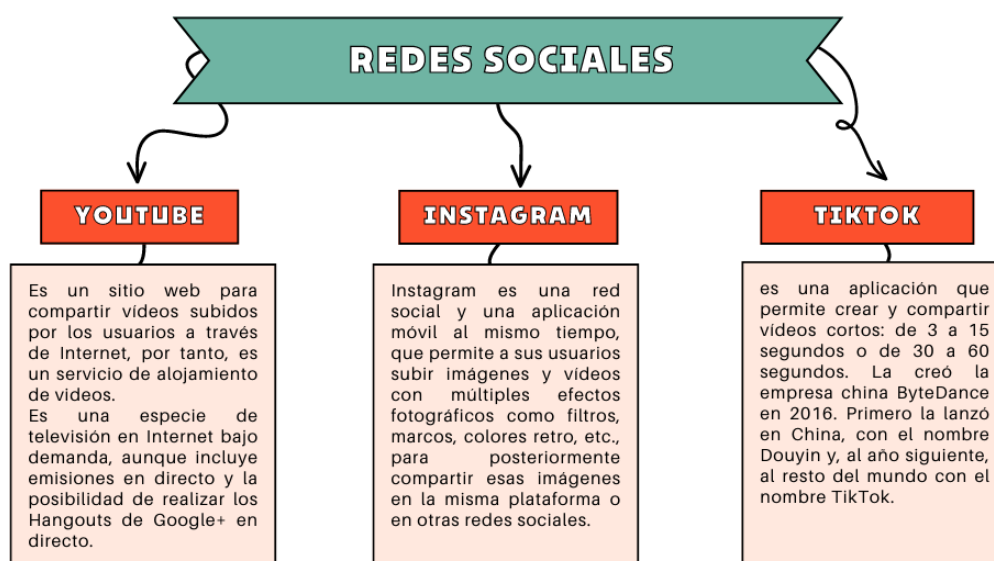 REDES SOCIALES
YOUTUBE
Es un sitio web para
compartir vídeos subidos
por los usuarios a través
de Internet, por tanto, es
un servicio de alojamiento
de videos.
Es una especie de
televisión en Internet bajo
demanda, aunque incluye
emisiones en directo y la
posibilidad de realizar los
Hangouts de Google+ en
directo.
INSTAGRAM
Instagram es una red
social y una aplicación
móvil al mismo tiempo,
que permite a sus usuarios
subir imágenes y vídeos
con múltiples efectos
fotográficos como filtros,
marcos, colores retro, etc.,
para posteriormente
compartir esas imágenes
en la misma plataforma o
en otras redes sociales.
TIKTOK
es una aplicación que
permite crear y compartir
vídeos cortos: de 3 a 15
segundos o de 30 a 60
segundos. La creó la
empresa china ByteDance
en 2016. Primero la lanzó
en China, con el nombre
Douyin y, al año siguiente,
al resto del mundo con el
nombre TikTok.